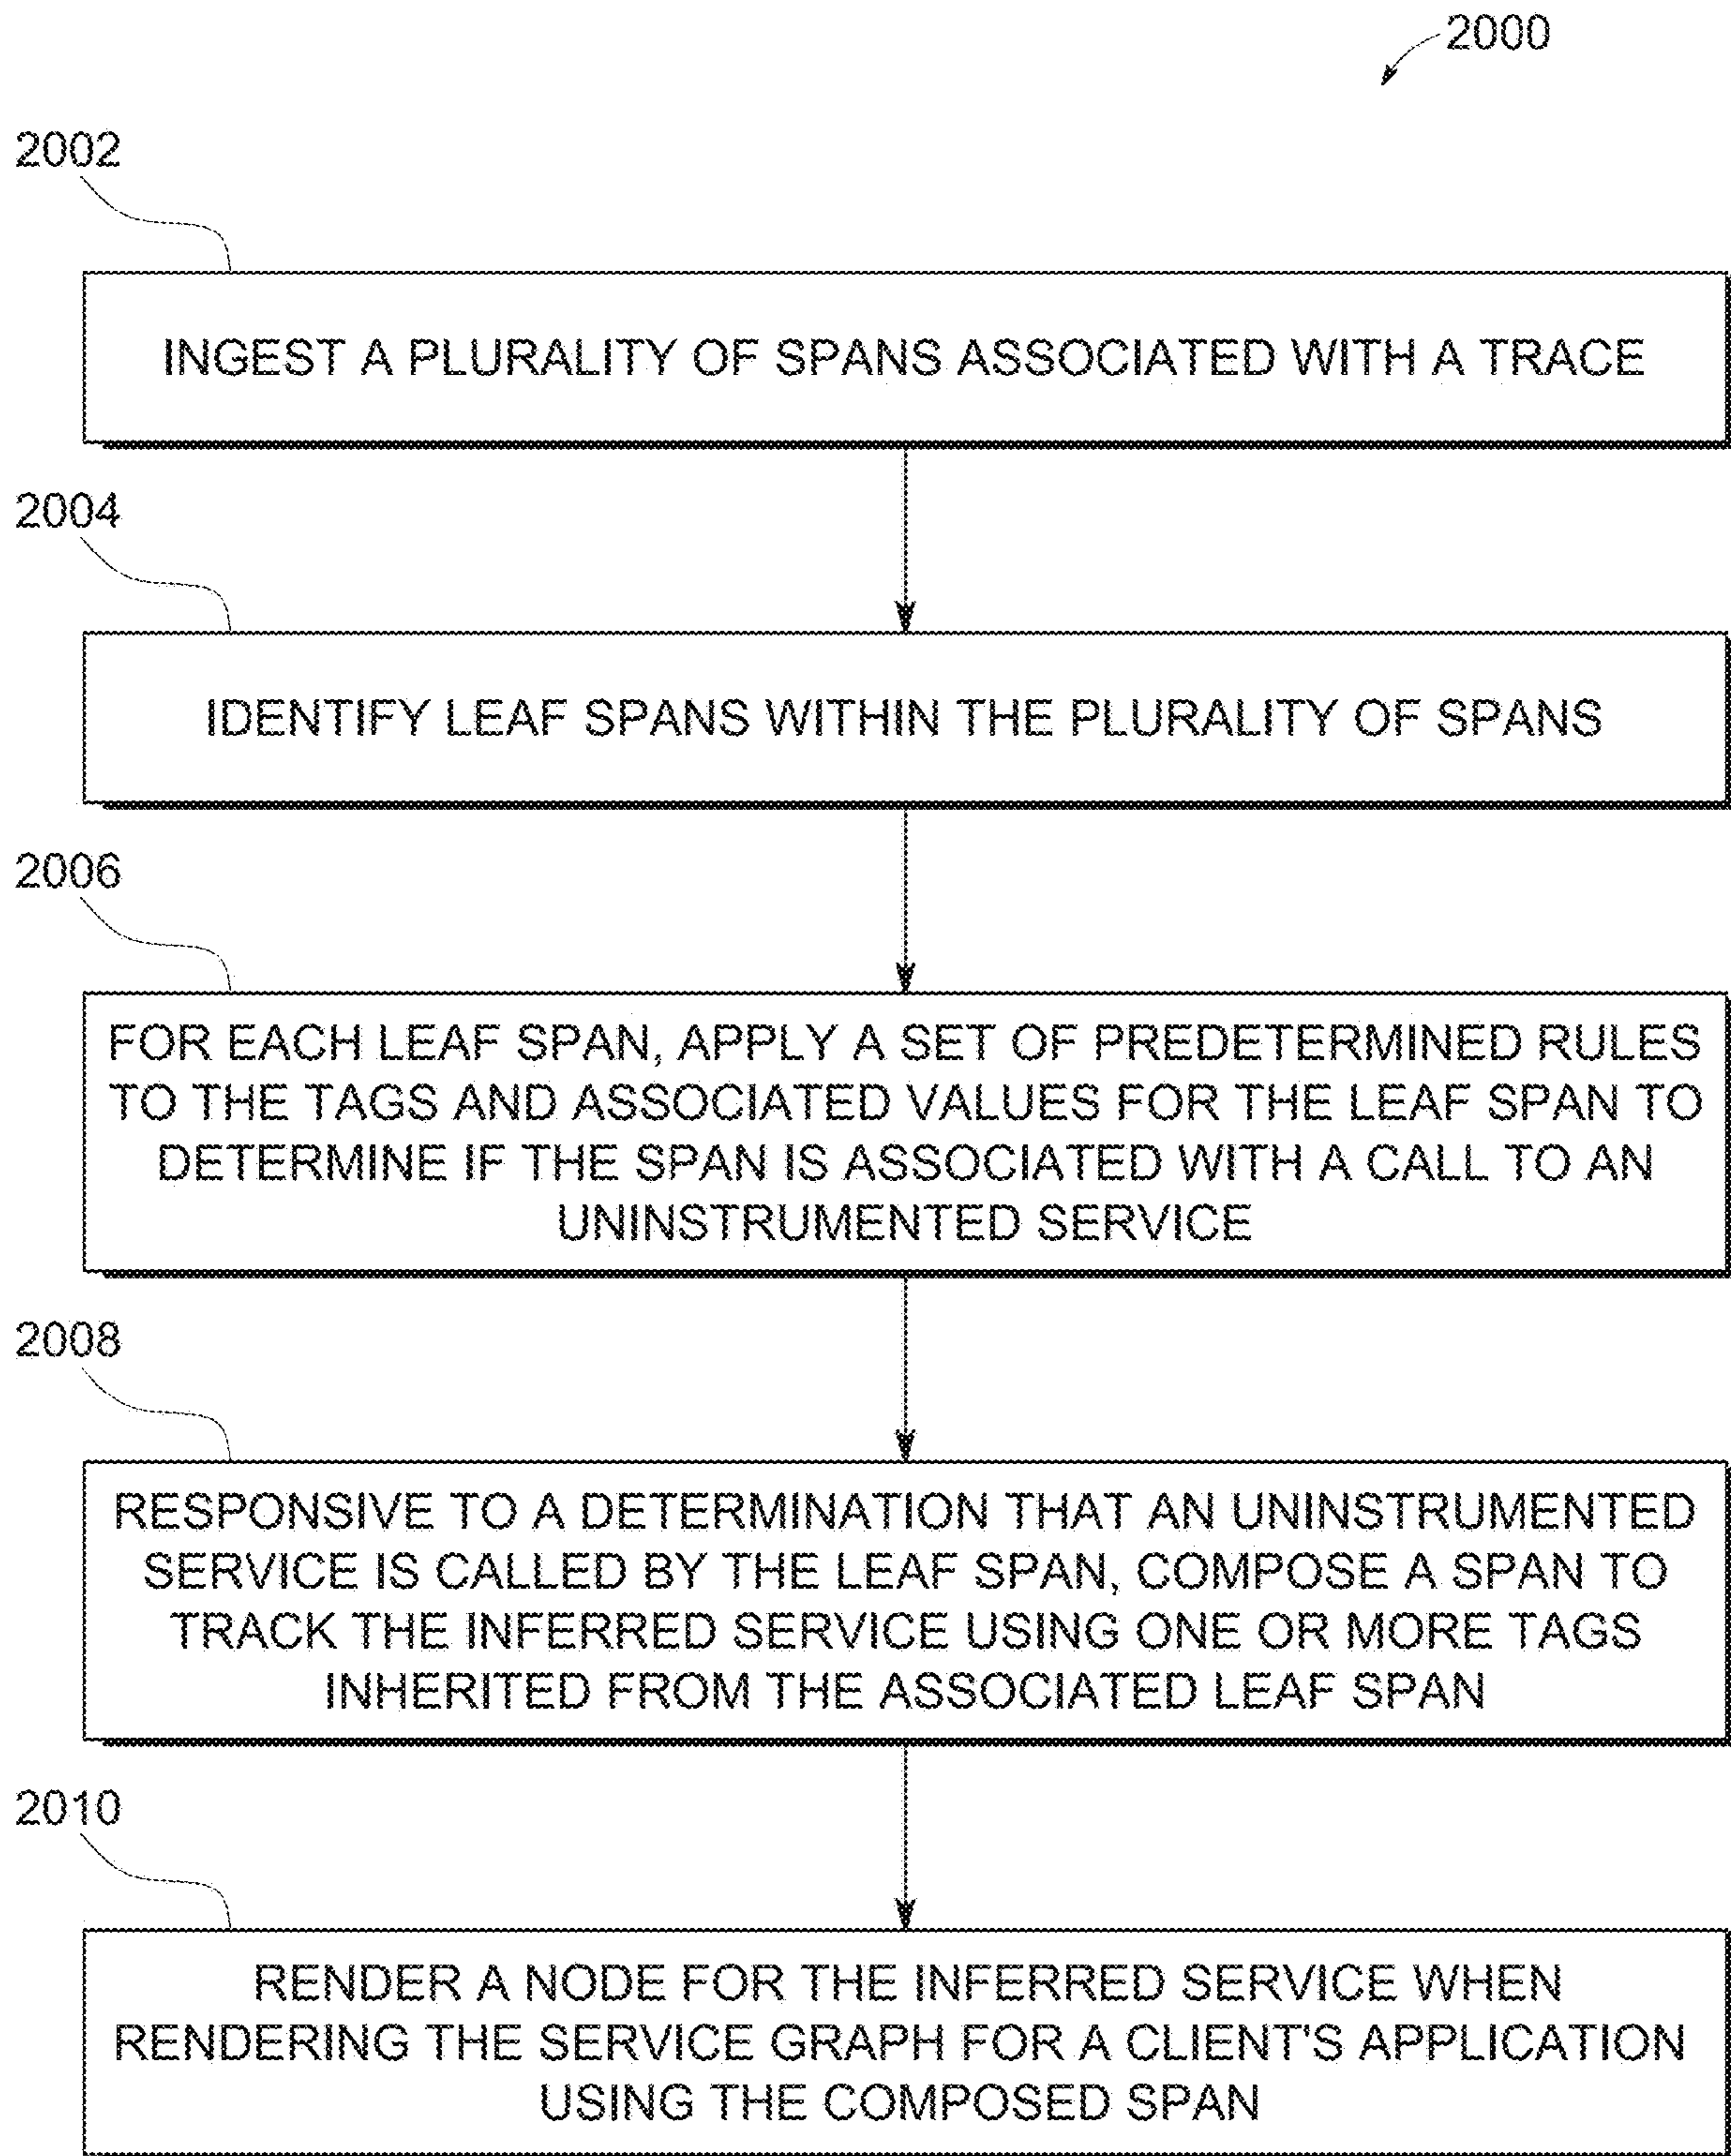 2000
2002
INGEST A PLURALITY OF SPANS ASSOCIATED WITH A TRACE
2004
IDENTIFY LEAF SPANS WITHIN THE PLURALITY OF SPANS
2006
FOR EACH LEAF SPAN, APPLY A SET OF PREDETERMINED RULES
TO THE TAGS AND ASSOCIATED VALUES FOR THE LEAF SPAN TO
DETERMINE IF THE SPAN IS ASSOCIATED WITH A CALL TO AN
UNINSTRUMENTED SERVICE
2008
RESPONSIVE TO A DETERMINATION THAT AN UNINSTRUMENTED
SERVICE IS CALLED BY THE LEAF SPAN, COMPOSE A SPAN TO
TRACK THE INFERRED SERVICE USING ONE OR MORE TAGS
INHERITED FROM THE ASSOCIATED LEAF SPAN
2010
RENDER A NODE FOR THE INFERRED SERVICE WHEN
RENDERING THE SERVICE GRAPH FOR A CLIENT'S APPLICATION
USING THE COMPOSED SPAN